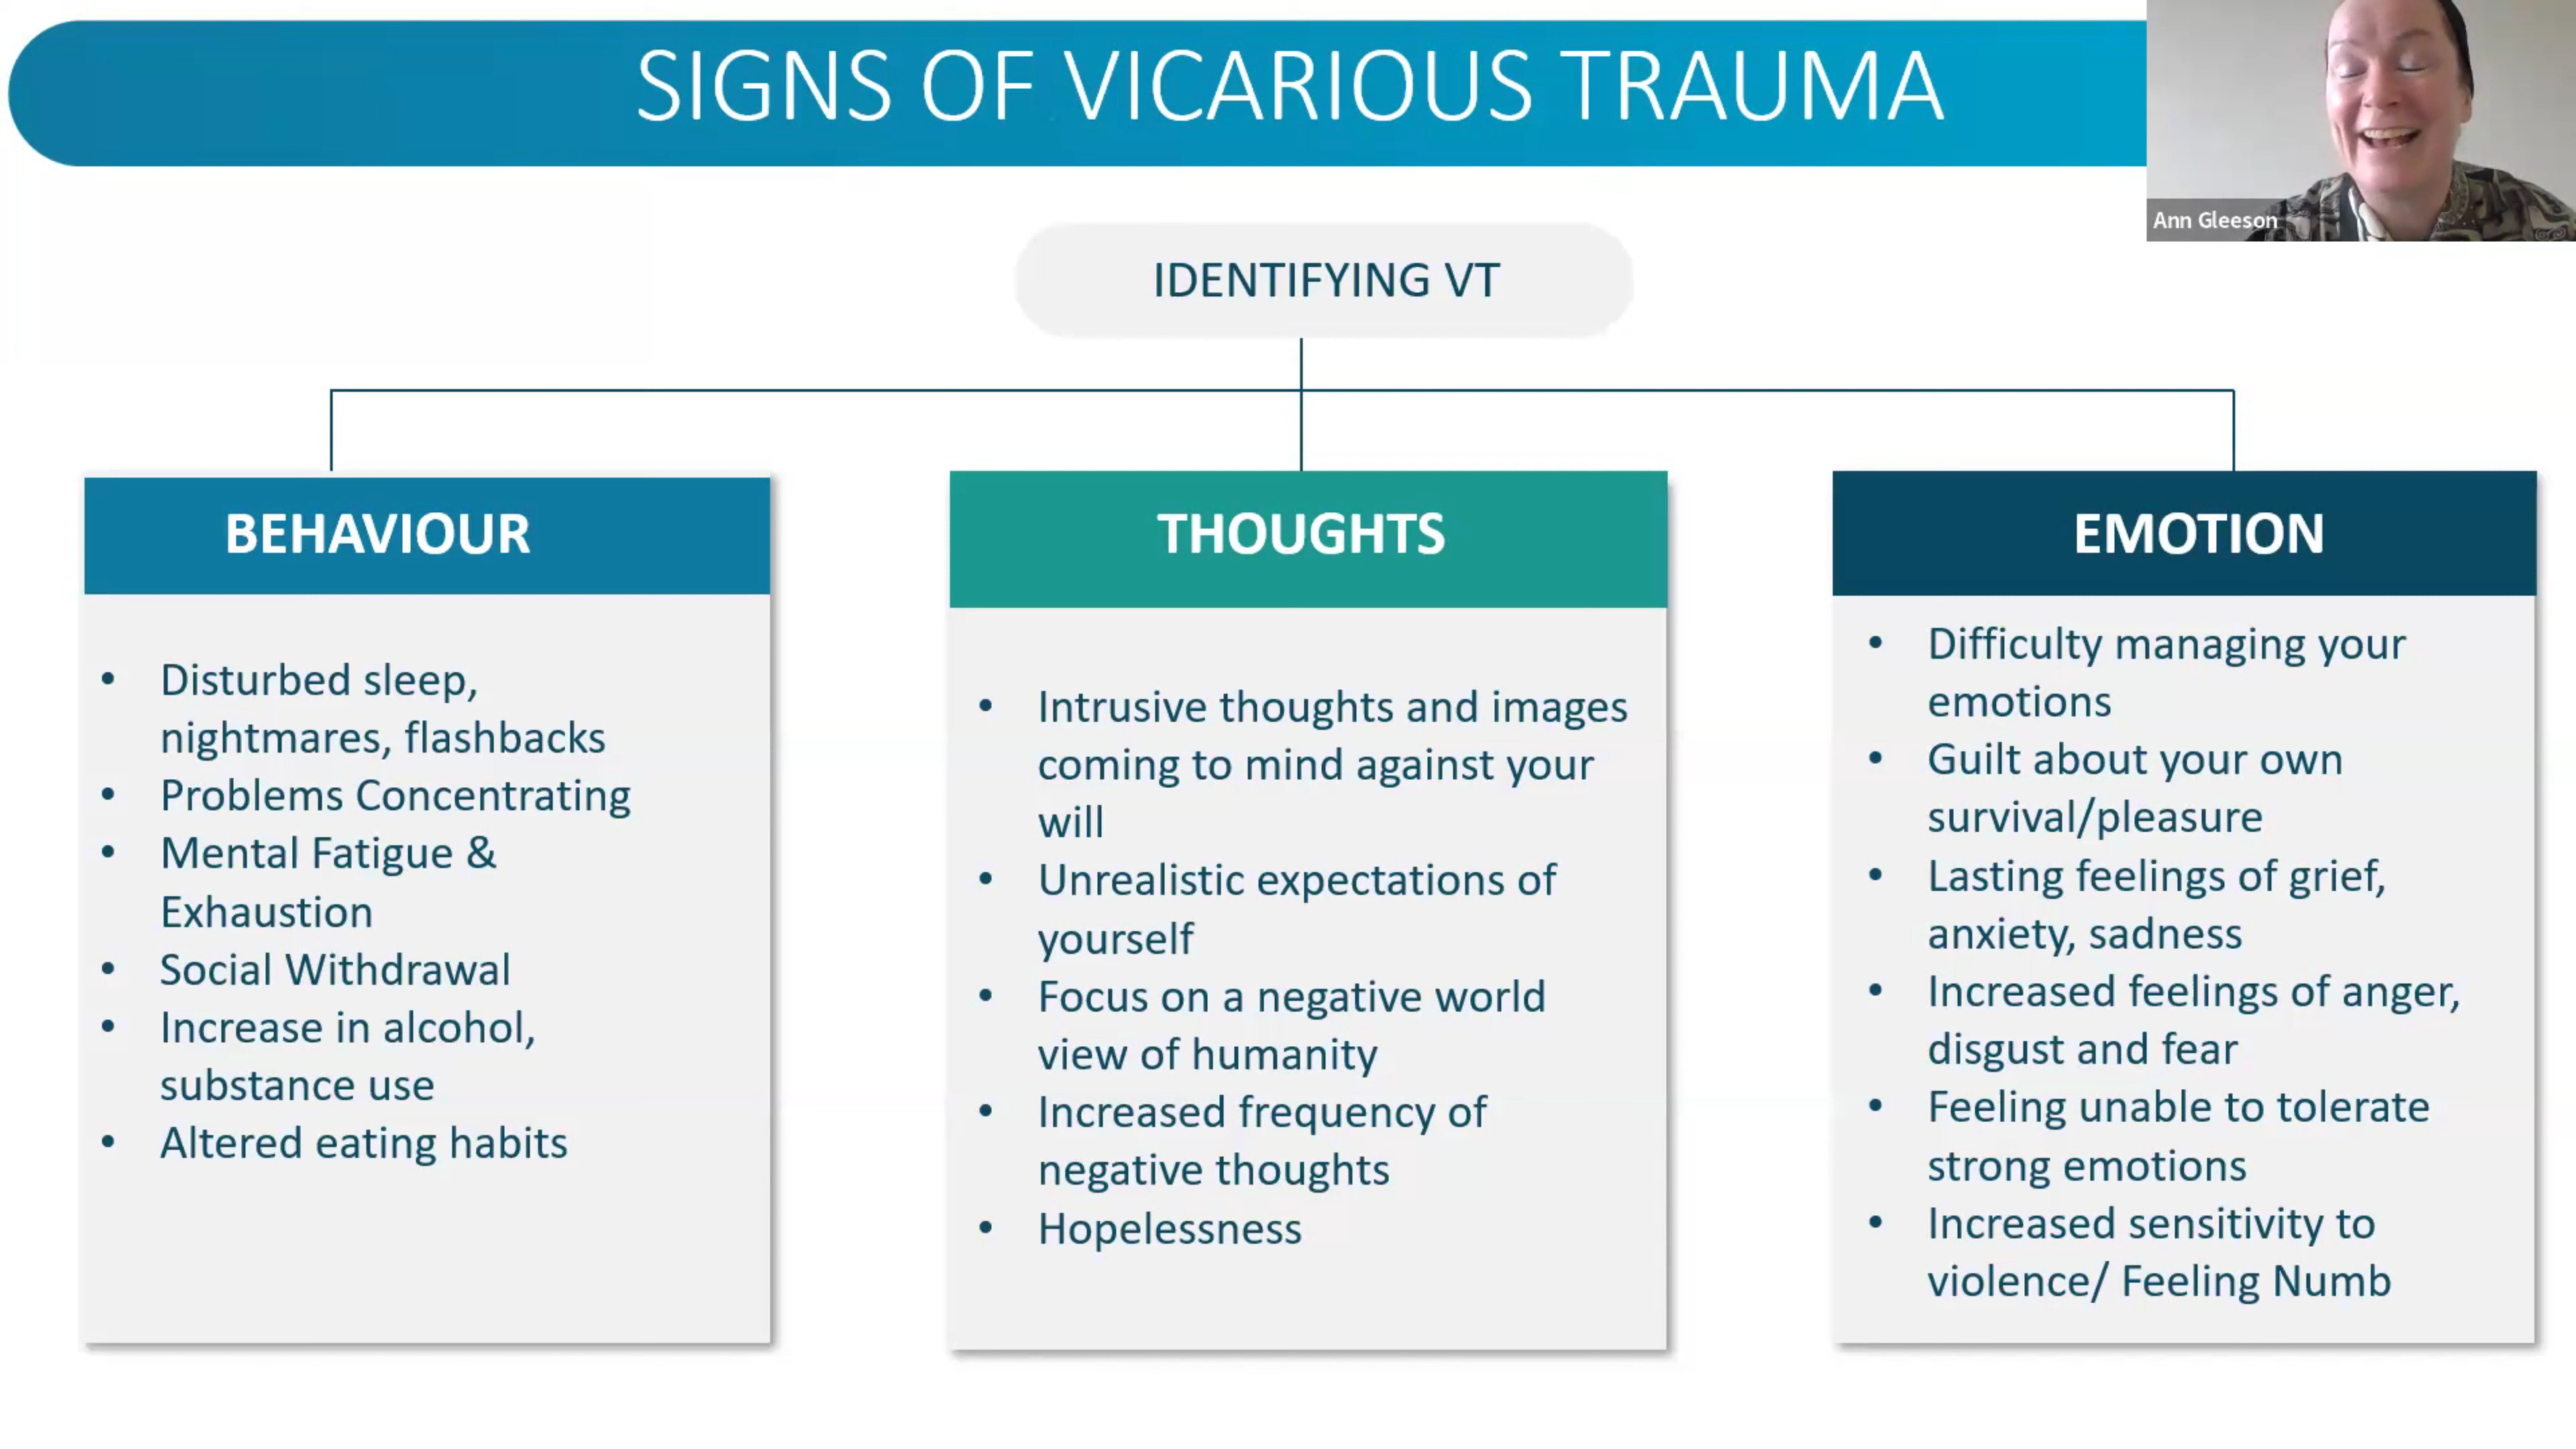 SIGNS OF VICARIOUS TRAUMA
Ann Gleeson
IDENTIFYING VT
BEHAVIOUR
• Disturbed sleep,
nightmares, flashbacks
• Problems Concentrating
• Mental Fatigue &
Exhaustion
• Social Withdrawal
• Increase in alcohol,
substance use
• Altered eating habits
THOUGHTS
• Intrusive thoughts and images
coming to mind against your
will
• Unrealistic expectations of
yourself
• Focus on a negative world
view of humanity
• Increased frequency of
negative thoughts
• Hopelessness
EMOTION
• Difficulty managing your
emotions
• Guilt about your own
survival/pleasure
• Lasting feelings of grief,
anxiety, sadness
• Increased feelings of anger,
disgust and fear
• Feeling unable to tolerate
strong emotions
• Increased sensitivity to
violence/ Feeling Numb